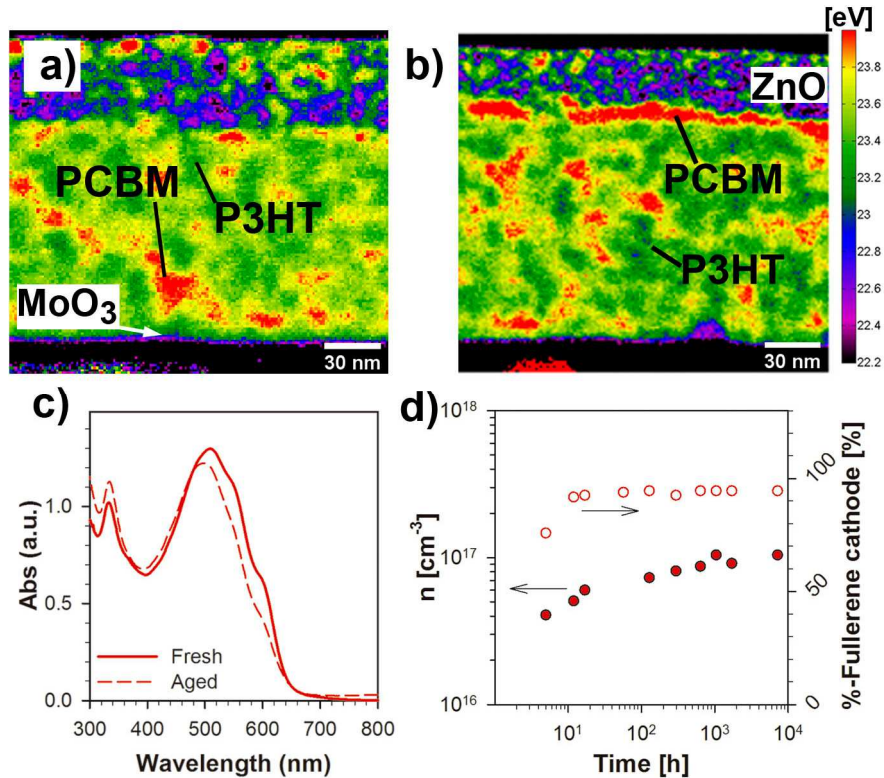 [eV]
a)
PCBM
P3HT
MoO3
30 nm
b)
ZnO
PCBM
P3HT
30 nm
24
23.8
23.6
23.4
23.2
23
22.8
22.6
22.4
22.2
c)
Abs (a.u.)
1.0
0.5
0.0
Fresh
Aged
300 400 500 600 700 800
Wavelength (nm)
d)
n [cm-3]
10^18
10^17
10^16
100
50
0
%-Fullerene cathode [%]
10^1 10^2 10^3 10^4
Time [h]